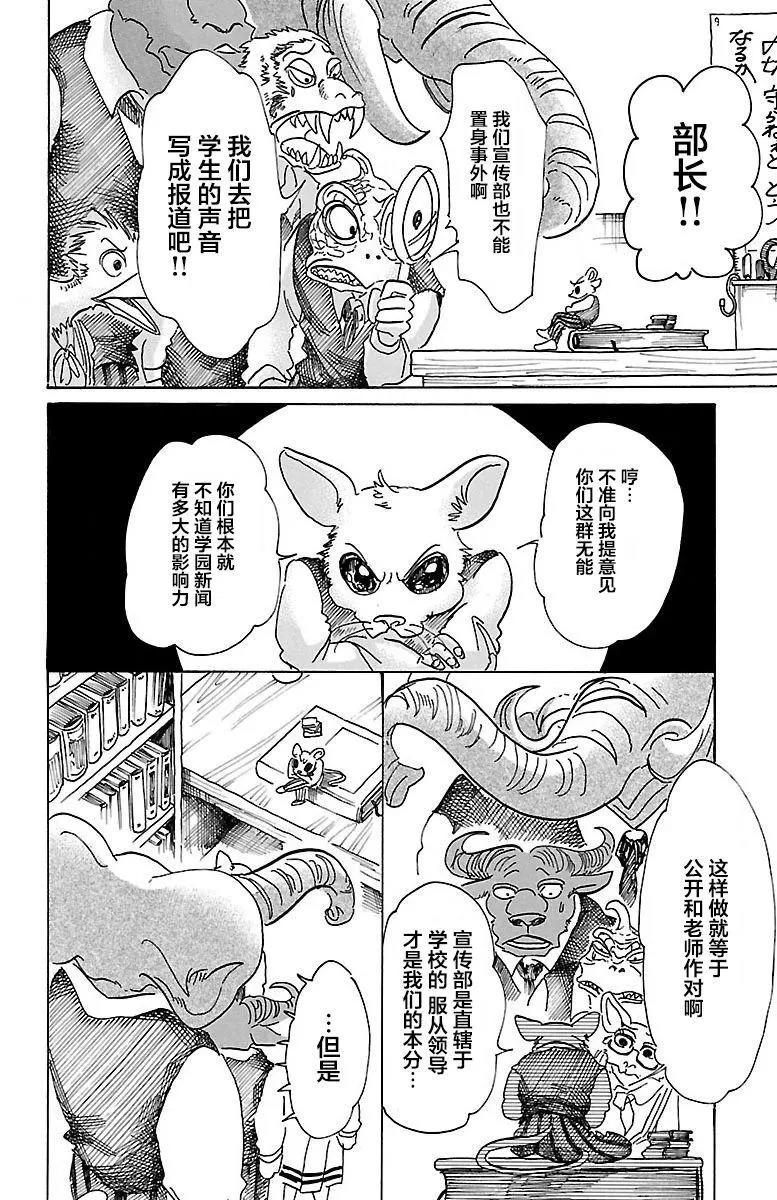 部长!!
我们宣传部也不能
置身事外啊
我们去把
学生的声音
写成报道吧!!
哼…
不准向我提意见
你们这群无能
你们根本就
不知道学园新闻
有多大的影响力
这样做就等于
公开和老师作对啊
宣传部是直辖于
学校的 服从领导
才是我们的本分…
…但是